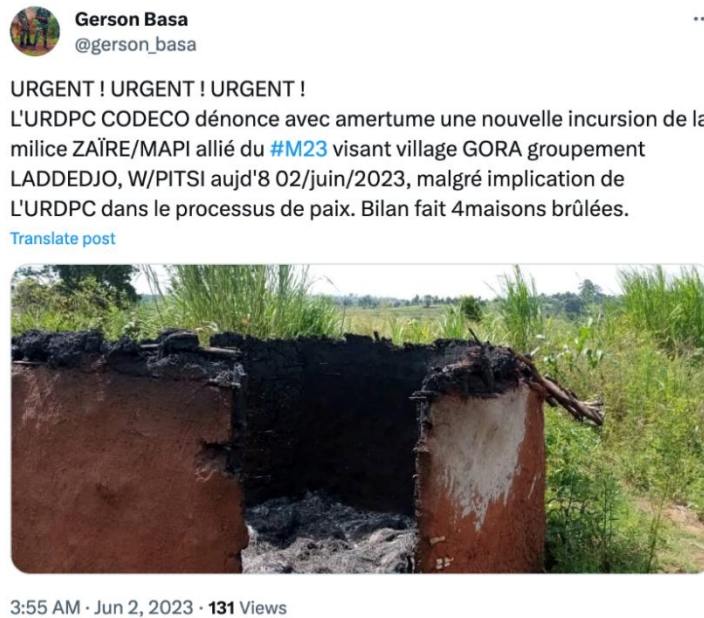 Gerson Basa
@gerson_basa
URGENT ! URGENT ! URGENT !
L'URDPC CODECO dénonce avec amertume une nouvelle incursion de la
milice ZAÏRE/MAPI allié du #M23 visant village GORA groupement
LADDEDJO, W/PITSI aujd'8 02/juin/2023, malgré implication de
L'URDPC dans le processus de paix. Bilan fait 4maisons brûlées.
Translate post
3:55 AM · Jun 2, 2023 · 131 Views